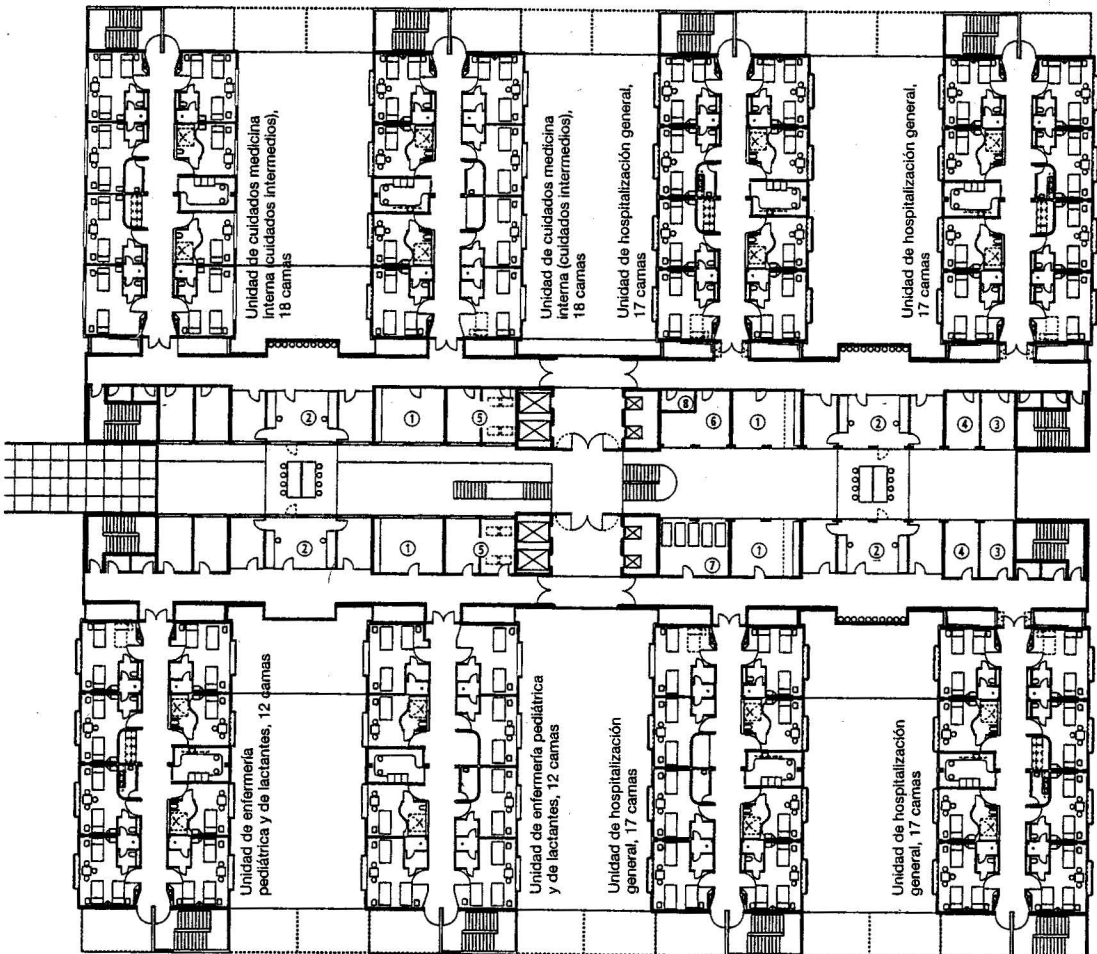 Unidad de cuidados medicina
Interna (cuidados intermedios),
18 camas
Unidad de cuidados medicina
interna (cuidados intermedios),
18 camas
Unidad de hospitalización general,
17 camas
Unidad de hospitalización general,
17 camas
8
2
1
5
6
1
2
4
3
2
1
5
7
1
2
4
3
Unidad de enfermería
pediátrica y de lactantes, 12 camas
Unidad de enfermería pediátrica
y de lactantes, 12 camas
Unidad de hospitalización
general, 17 camas
Unidad de hospitalización
general, 17 camas